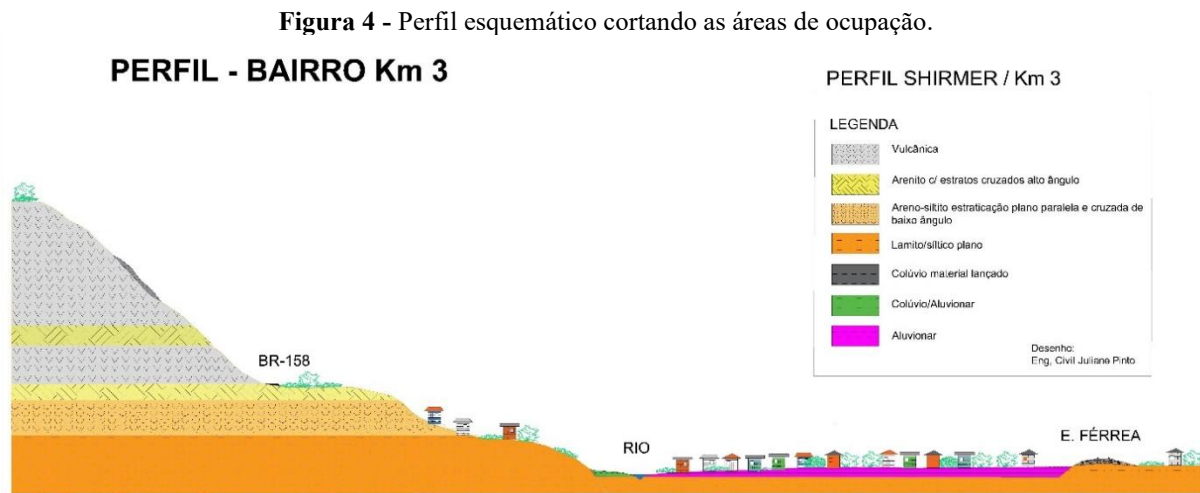 Figura 4 - Perfil esquemático cortando as áreas de ocupação.
PERFIL - BAIRRO Km 3
PERFIL SHIRMER / Km 3
LEGENDA
Vulcânica
Arenito c/ estratos cruzados alto ângulo
Areno-siltito estraticação plano paralela e cruzada de
baixo ângulo
Lamito/síltico plano
Colúvio material lançado
Colúvio/Aluvionar
Aluvionar
Desenho:
Eng, Civil Juliane Pinto
BR-158
RIO
E. FÉRREA